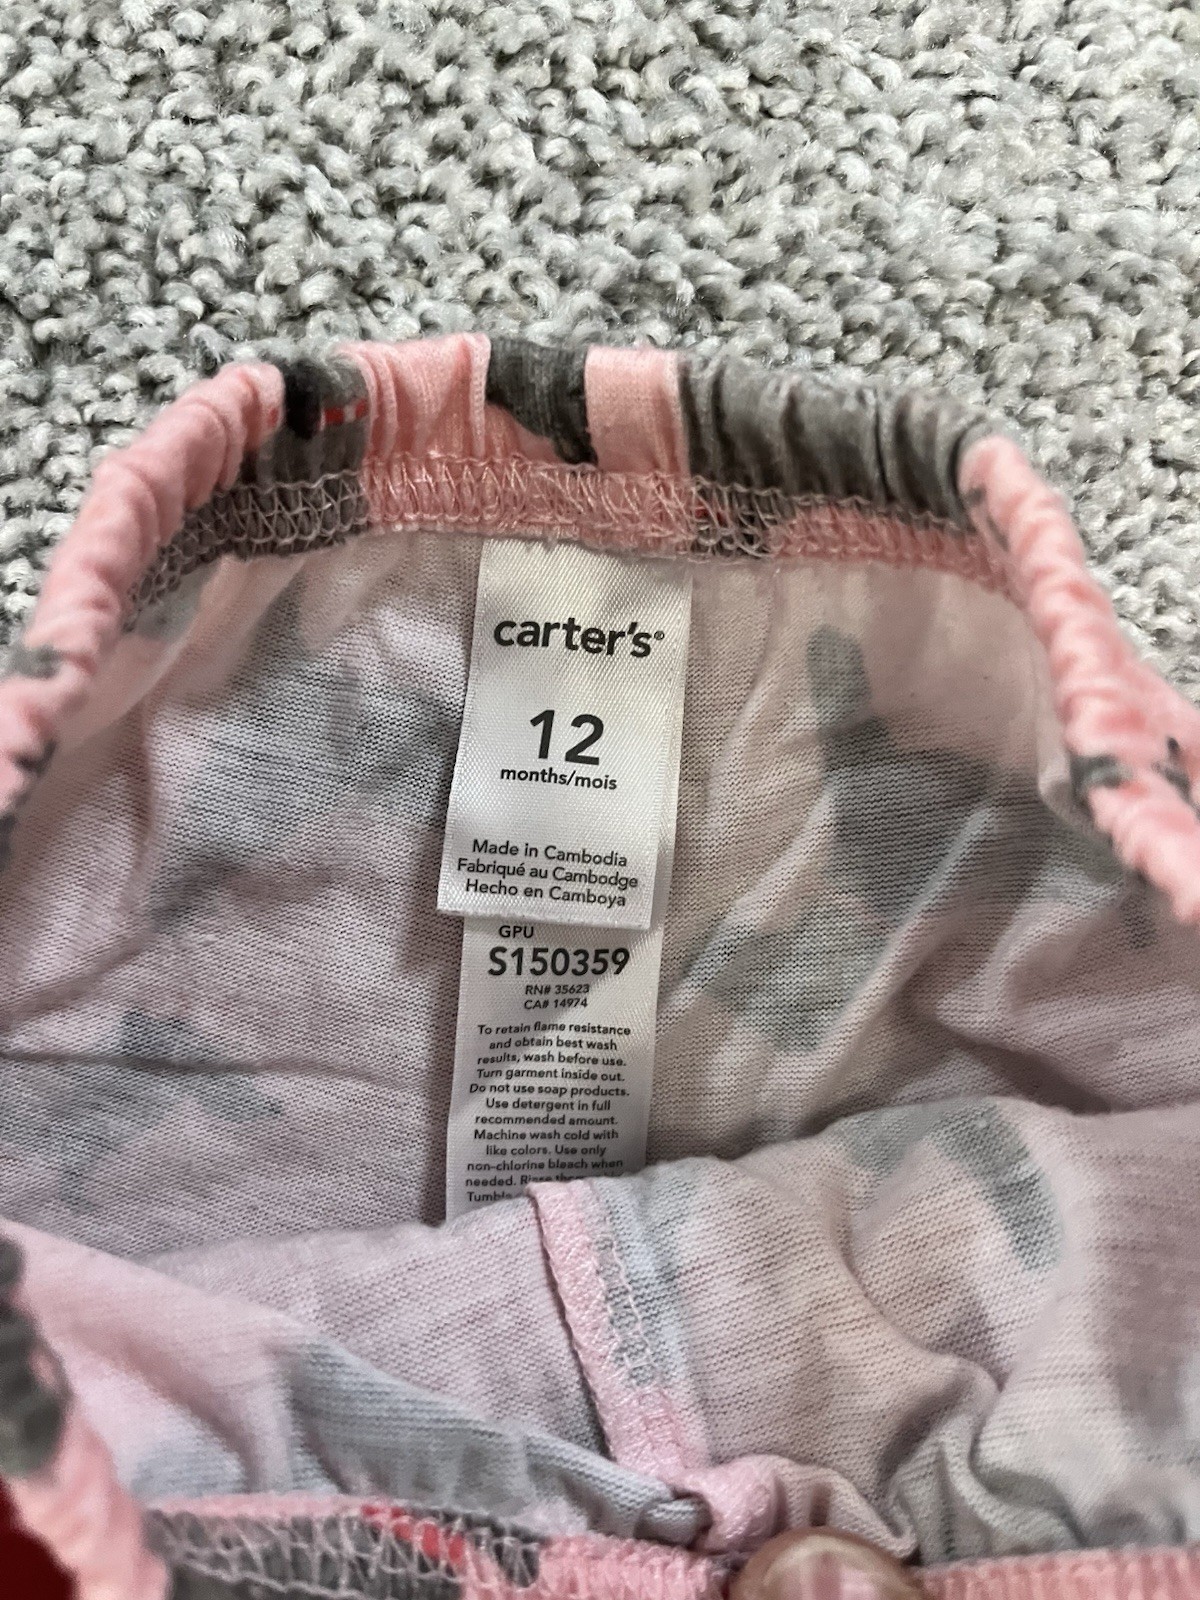 carter's®
12
months/mois
Made in Cambodia
Fabriqué au Cambodge
Hecho en Camboya
GPU
S150359
RN# 35623
CA# 14974
To retain flame resistance
and obtain best wash
results, wash before use.
Turn garment inside out.
Do not use soap products.
Use detergent in full
recommended amount.
Machine wash cold with
like colors. Use only
non-chlorine bleach when
needed.
Tumble